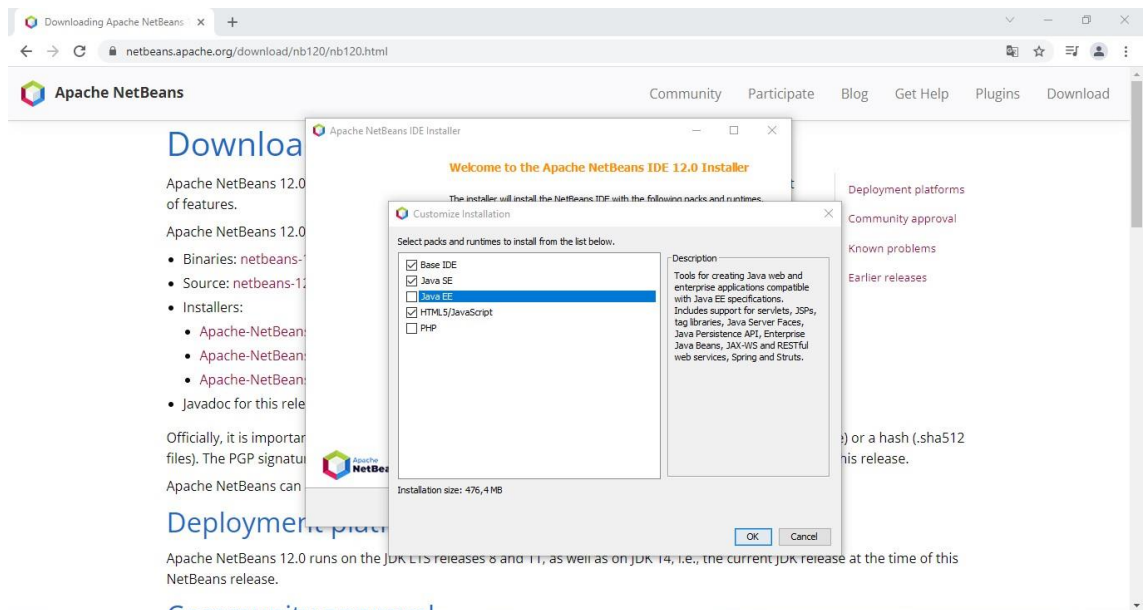 Downloading Apache NetBeans
netbeans.apache.org/download/nb120/nb120.html
Apache NetBeans
Community Participate Blog Get Help Plugins Download
Downloa
Apache NetBeans 12.0
of features.
Apache NetBeans 12.0
• Binaries: netbeans-
• Source: netbeans-1
• Installers:
• Apache-NetBean
• Apache-NetBean
• Apache-NetBean
• Javadoc for this rele
Officially, it is importan
e) or a hash (.sha512
files). The PGP signatu
his release.
Apache NetBeans can
Deployment
Apache NetBeans 12.0 runs on the JDK LTS releases 8 and 11, as well as on JDK 14, i.e., the current JDK release at the time of this
NetBeans release.
Deployment platforms
Community approval
Known problems
Earlier releases
Apache NetBeans IDE Installer
Welcome to the Apache NetBeans IDE 12.0 Installer
The installer will install the NetBeans IDE with the following packs and runtimes.
Apache
NetBea
Customize Installation
Select packs and runtimes to install from the list below.
Base IDE
Java SE
Java EE
HTML5/JavaScript
PHP
Description
Tools for creating Java web and
enterprise applications compatible
with Java EE specifications.
Includes support for servlets, JSPs,
tag libraries, Java Server Faces,
Java Persistence API, Enterprise
Java Beans, JAX-WS and RESTful
web services, Spring and Struts.
Installation size: 476,4 MB
OK Cancel